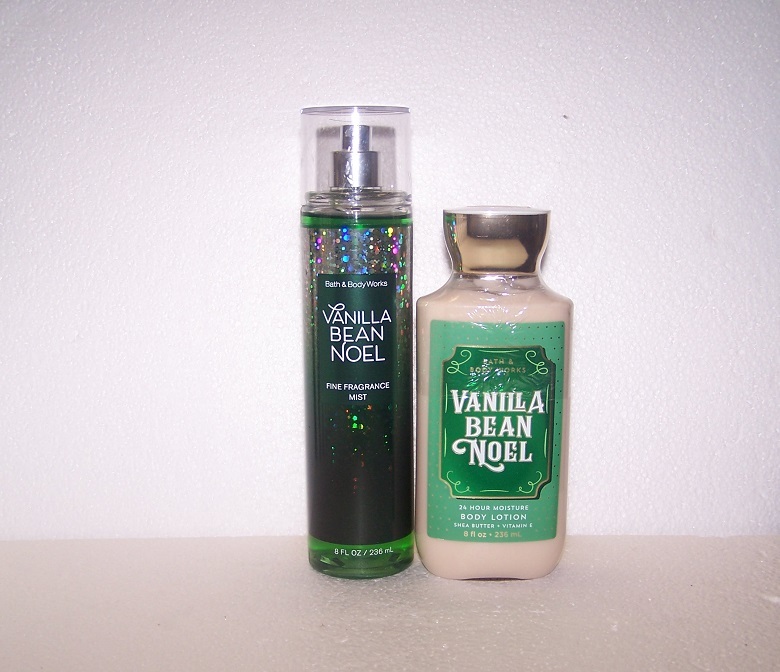 Bath & Body Works
VANILLA
BEAN
NOEL
FINE FRAGRANCE
MIST
8 FL OZ / 236 mL
BATH &
BODY WORKS
VANILLA
BEAN
NOEL
24 HOUR MOISTURE
BODY LOTION
SHEA BUTTER + VITAMIN E
8 fl oz • 236 mL